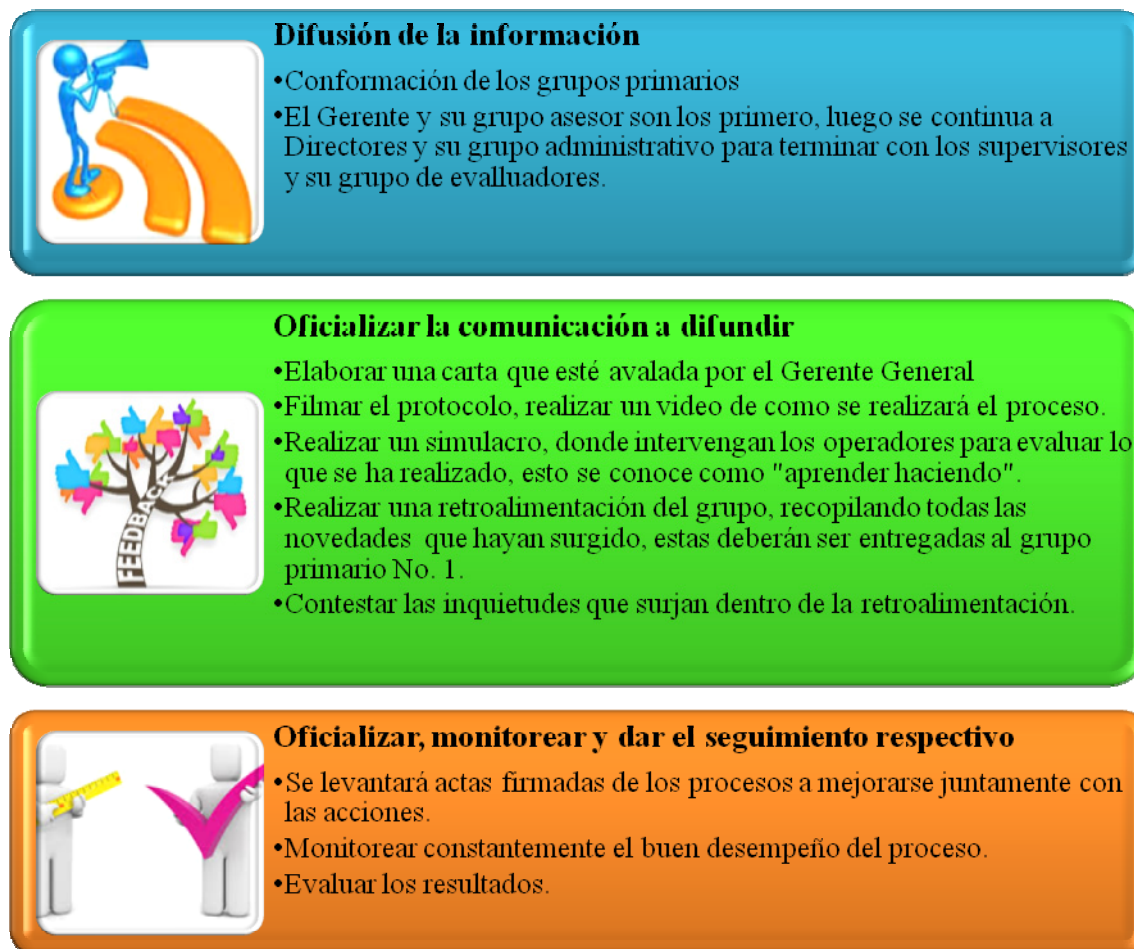 Difusión de la información
•Conformación de los grupos primarios
•El Gerente y su grupo asesor son los primero, luego se continua a
Directores y su grupo administrativo para terminar con los supervisores
y su grupo de evalluadores.
Oficializar la comunicación a difundir
•Elaborar una carta que esté avalada por el Gerente General
•Filmar el protocolo, realizar un video de como se realizará el proceso.
•Realizar un simulacro, donde intervengan los operadores para evaluar lo
que se ha realizado, esto se conoce como "aprender haciendo".
•Realizar una retroalimentación del grupo, recopilando todas las
novedades que hayan surgido, estas deberán ser entregadas al grupo
primario No. 1.
•Contestar las inquietudes que surjan dentro de la retroalimentación.
FEEDBACK
Oficializar, monitorear y dar el seguimiento respectivo
•Se levantará actas firmadas de los procesos a mejorarse juntamente con
las acciones.
•Monitorear constantemente el buen desempeño del proceso.
•Evaluar los resultados.